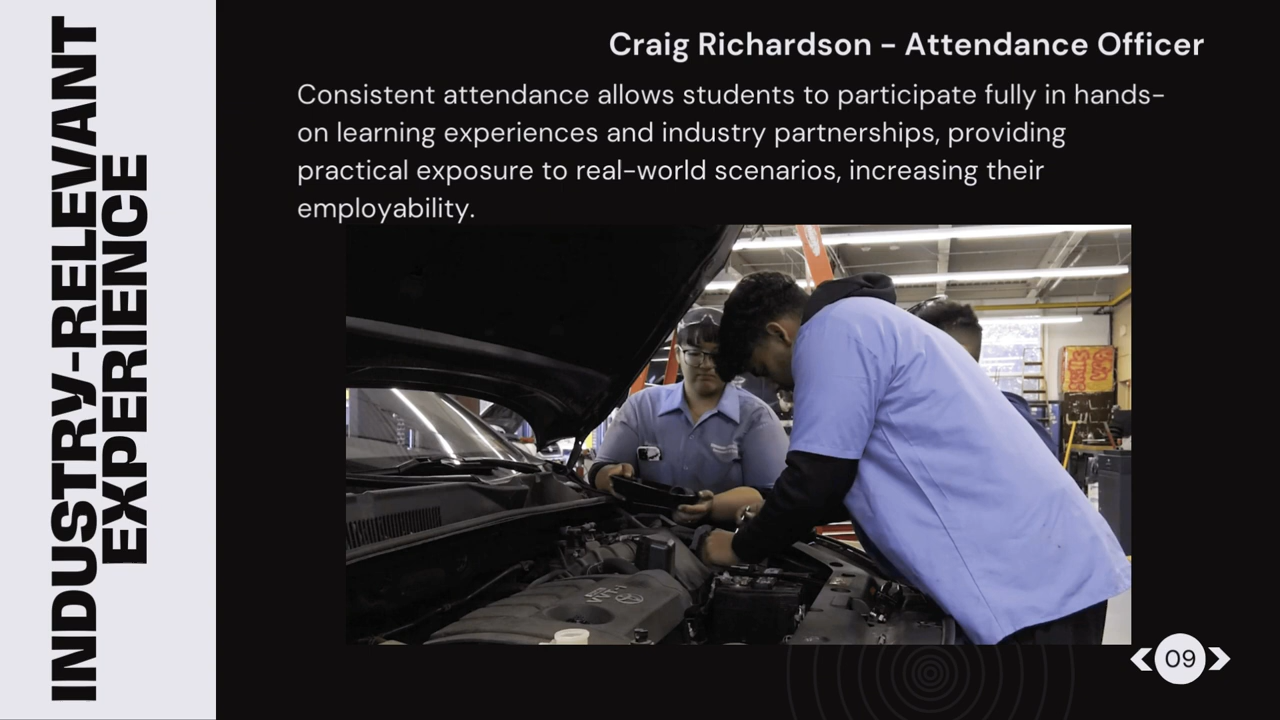 INDUSTRY-RELEVANT
EXPERIENCE
Craig Richardson - Attendance Officer
Consistent attendance allows students to participate fully in hands-
on learning experiences and industry partnerships, providing
practical exposure to real-world scenarios, increasing their
employability.
09